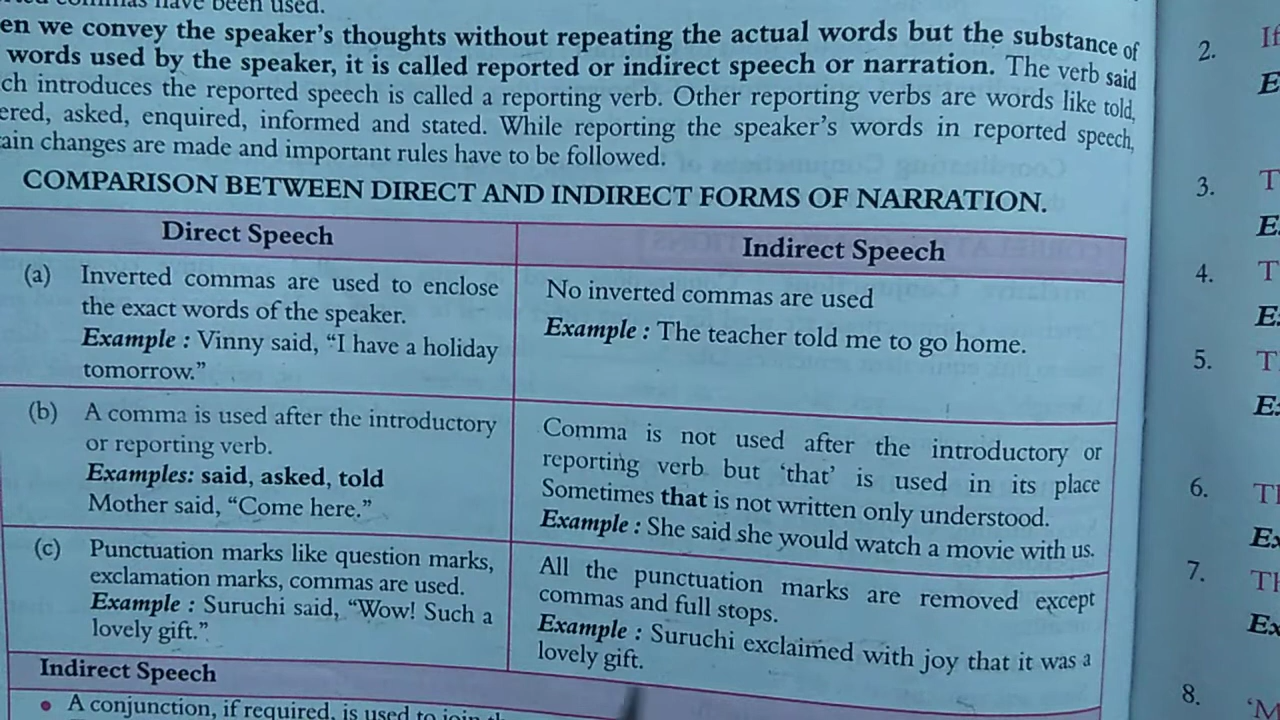 have been used.
en we convey the speaker's thoughts without repeating the actual words but the substance of
words used by the speaker, it is called reported or indirect speech or narration. The verb said
ch introduces the reported speech is called a reporting verb. Other reporting verbs are words like told,
ered, asked, enquired, informed and stated. While reporting the speaker's words in reported speech,
ain changes are made and important rules have to be followed.
COMPARISON BETWEEN DIRECT AND INDIRECT FORMS OF NARRATION.
Direct Speech
(a) Inverted commas are used to enclose
the exact words of the speaker.
Example : Vinny said, “I have a holiday
tomorrow.”
Indirect Speech
No inverted commas are used
Example : The teacher told me to go home.
(b) A comma is used after the introductory
or reporting verb.
Examples: said, asked, told
Mother said, “Come here.”
Comma is not used after the introductory or
reporting verb but ‘that’ is used in its place
Sometimes that is not written only understood.
Example : She said she would watch a movie with us.
(c) Punctuation marks like question marks,
exclamation marks, commas are used.
Example : Suruchi said, “Wow! Such a
lovely gift.”
All the punctuation marks are removed except
commas and full stops.
Example : Suruchi exclaimed with joy that it was a
lovely gift.
Indirect Speech
• A conjunction, if required, is used to join
2. If
E
3. T
E
4. T
E
5. T
E
6. Th
Ex
7. Th
Ex
8. ‘M